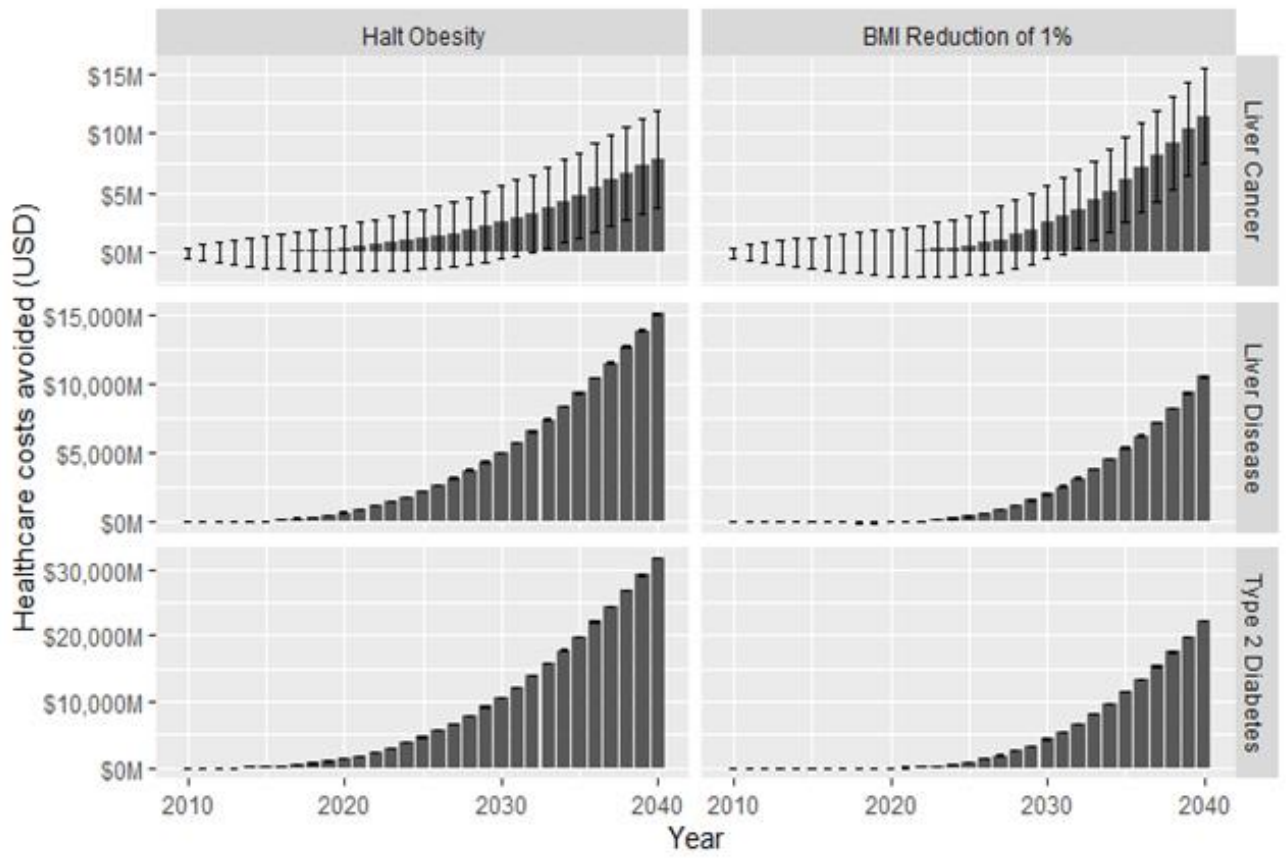 Halt Obesity
BMI Reduction of 1%
Healthcare costs avoided (USD)
$15M
$10M
$5M
$0M
Liver Cancer
$15,000M
$10,000M
$5,000M
$0M
Liver Disease
$30,000M
$20,000M
$10,000M
$0M
Type 2 Diabetes
2010 2020 2030 2040 2010 2020 2030 2040
Year